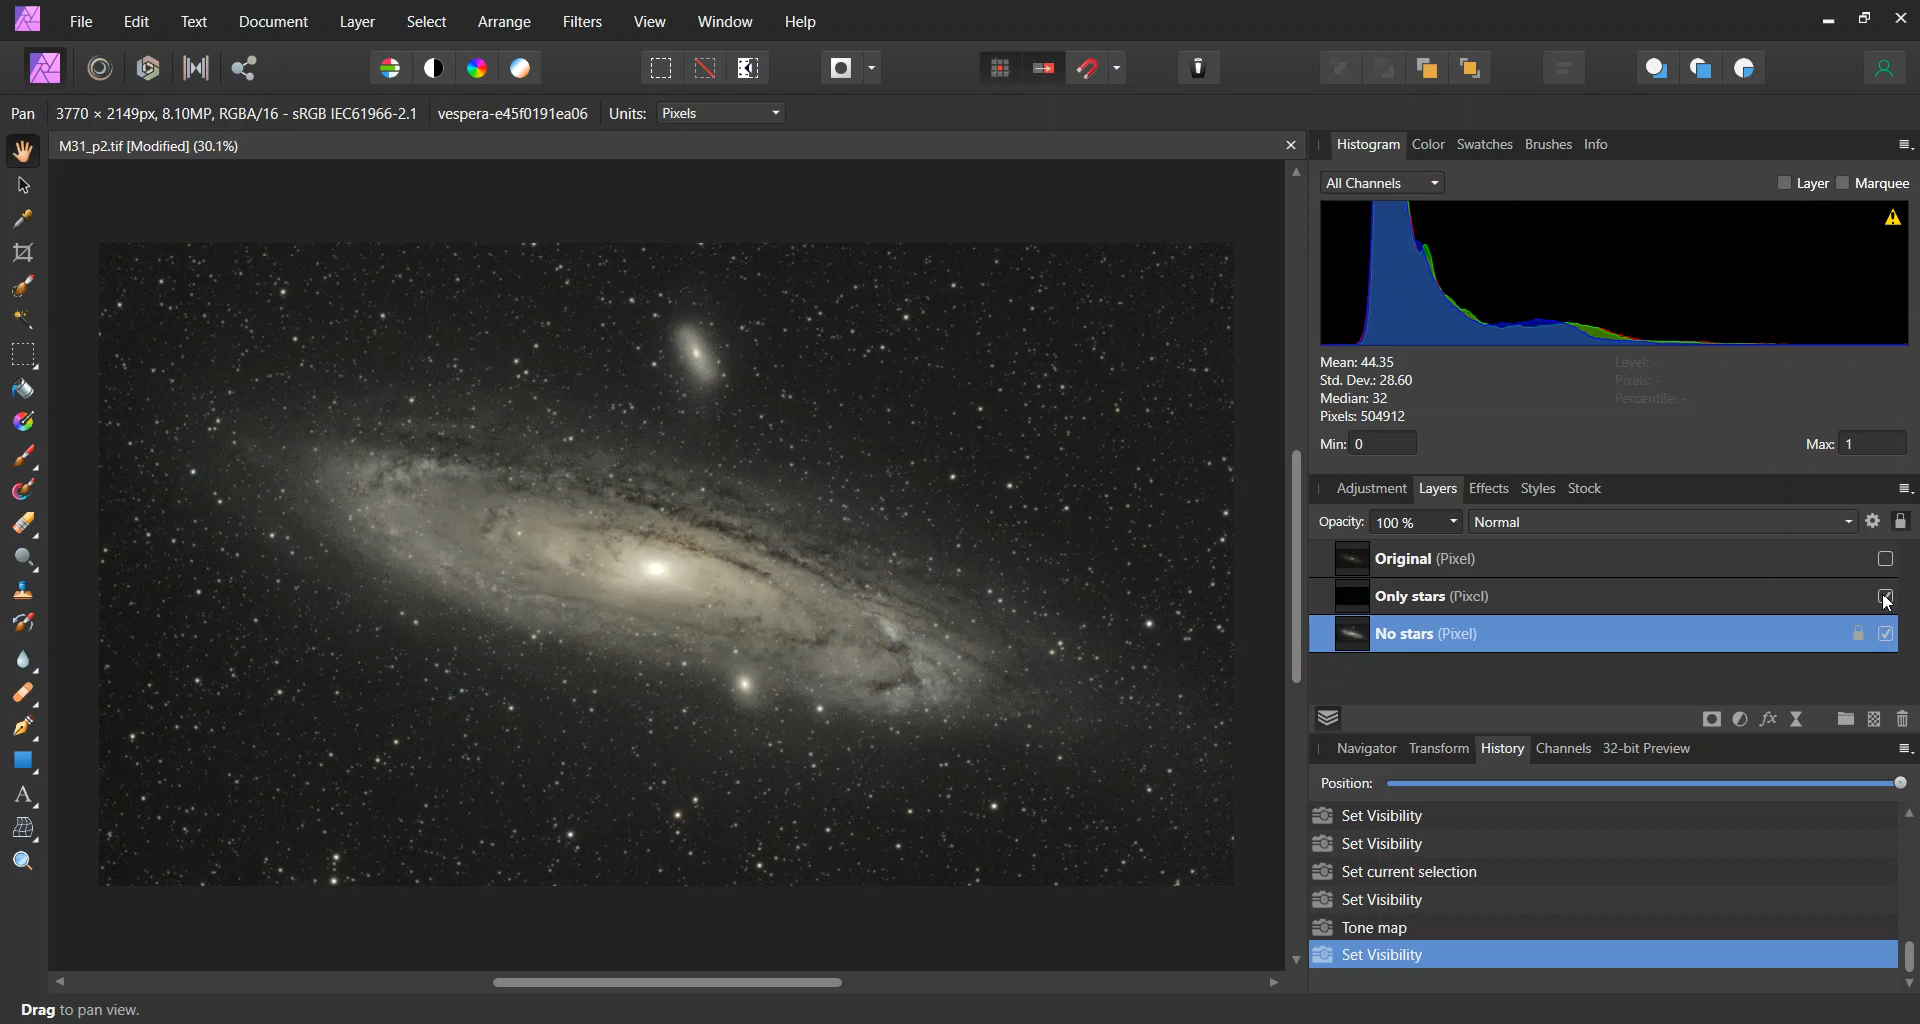 File Edit Text Document Layer Select Arrange Filters View Window Help
Pan 3770 × 2149px, 8.10MP, RGBA/16 - sRGB IEC61966-2.1 vespera-e45f0191ea06 Units: Pixels
M31_p2.tif [Modified] (30.1%)
Histogram Color Swatches Brushes Info
All Channels Layer Marquee
Mean: 44.35 Level: -
Std. Dev.: 28.60 Pixels: -
Median: 32 Percentile: -
Pixels: 504912
Min: 0 Max: 1
Adjustment Layers Effects Styles Stock
Opacity: 100 % Normal
Original (Pixel)
Only stars (Pixel)
No stars (Pixel)
Navigator Transform History Channels 32-bit Preview
Position:
Set Visibility
Set Visibility
Set current selection
Set Visibility
Tone map
Set Visibility
Drag to pan view.